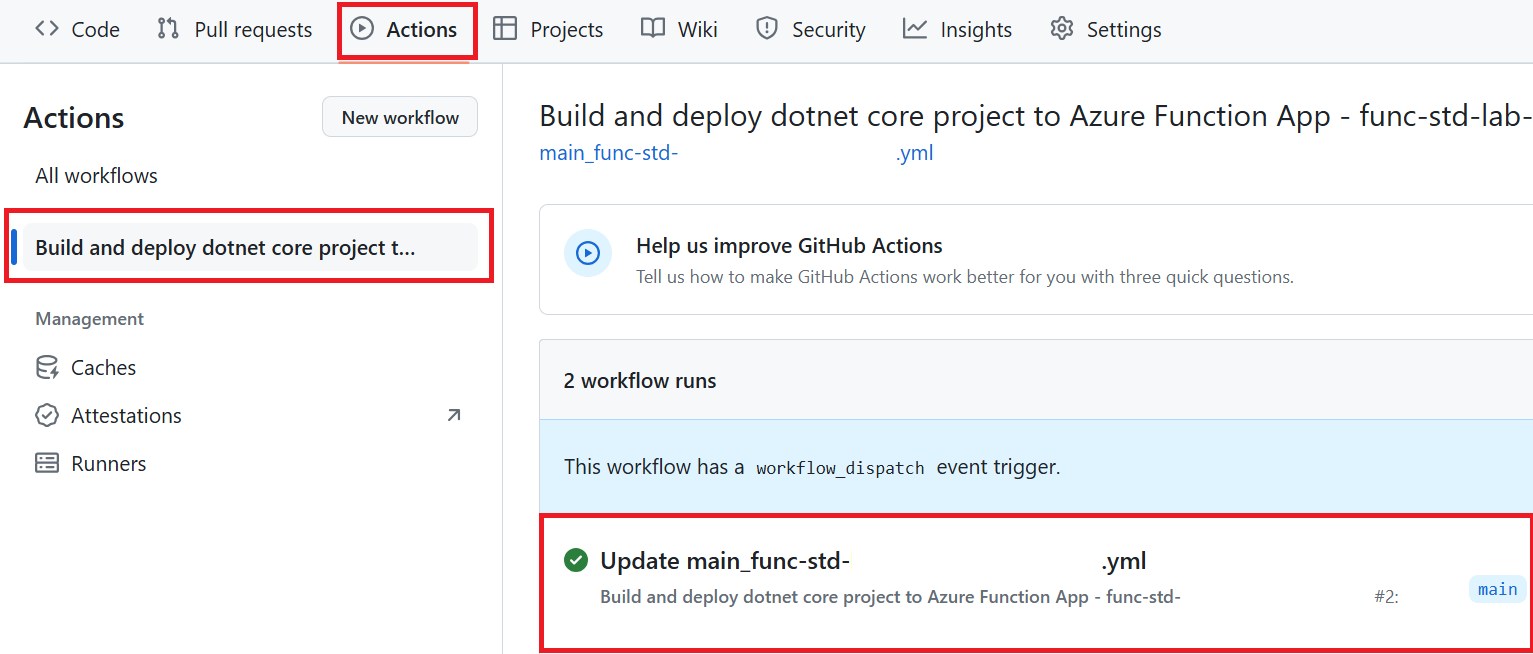 Code Pull requests Actions Projects Wiki Security Insights Settings
Actions
New workflow
All workflows
Build and deploy dotnet core project t...
Management
Caches
Attestations
Runners
Build and deploy dotnet core project to Azure Function App - func-std-lab-
main_func-std- .yml
Help us improve GitHub Actions
Tell us how to make GitHub Actions work better for you with three quick questions.
2 workflow runs
This workflow has a workflow_dispatch event trigger.
Update main_func-std- .yml
Build and deploy dotnet core project to Azure Function App - func-std- #2:
main